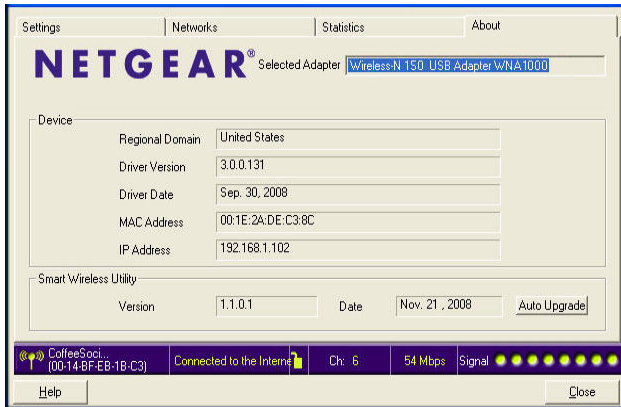 Settings Networks Statistics About
NETGEAR® Selected Adapter Wireless-N 150 USB Adapter WNA1000
Device
Regional Domain United States
Driver Version 3.0.0.131
Driver Date Sep. 30, 2008
MAC Address 00:1E:2A:DE:C3:8C
IP Address 192.168.1.102
Smart Wireless Utility
Version 1.1.0.1 Date Nov. 21 , 2008 Auto Upgrade
CoffeeSoci...
(00-14-BF-EB-1B-C3) Connected to the Interne Ch: 6 54 Mbps Signal
Help Close